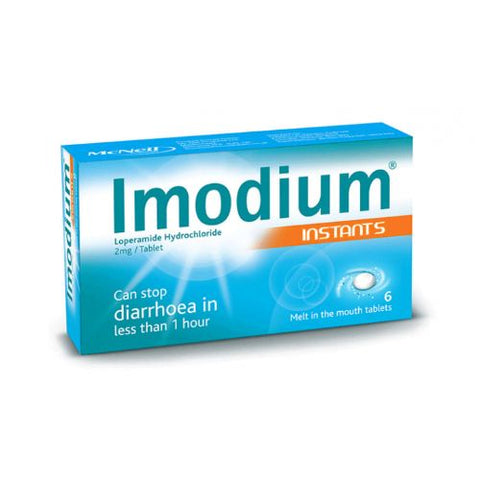 McNeil
Imodium®
INSTANTS
Loperamide Hydrochloride
2mg / Tablet
Can stop
diarrhoea in
less than 1 hour
6
Melt in the mouth tablets